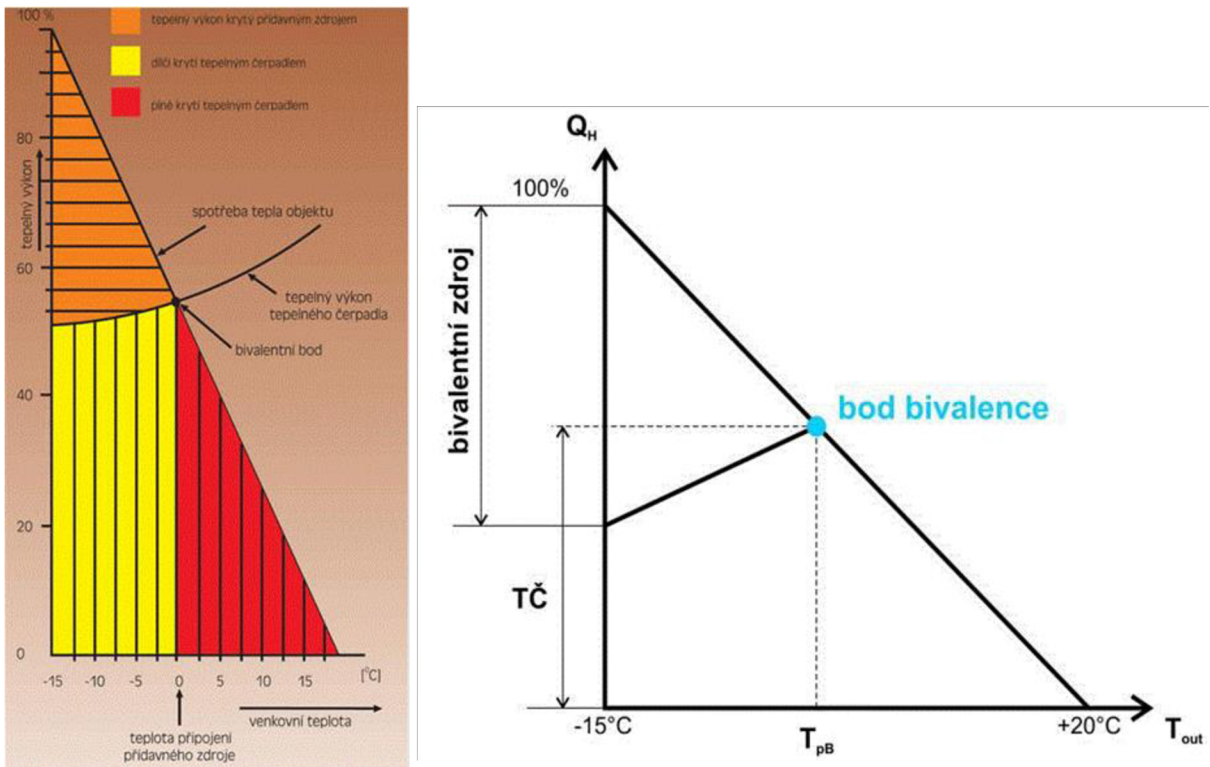 100 %
tepelný výkon krytý přídavným zdrojem
dílčí krytí tepelným čerpadlem
plné krytí tepelným čerpadlem
80
tepelný výkon
spotřeba tepla objektu
60
tepelný výkon
tepelného čerpadla
bivalentní bod
40
20
0
-15 -10 -5 0 5 10 15 [°C]
venkovní teplota
teplota připojení
přídavného zdroje
Q_H
100%
bivalentní zdroj
bod bivalence
TČ
-15°C
T_pB
+20°C
T_out